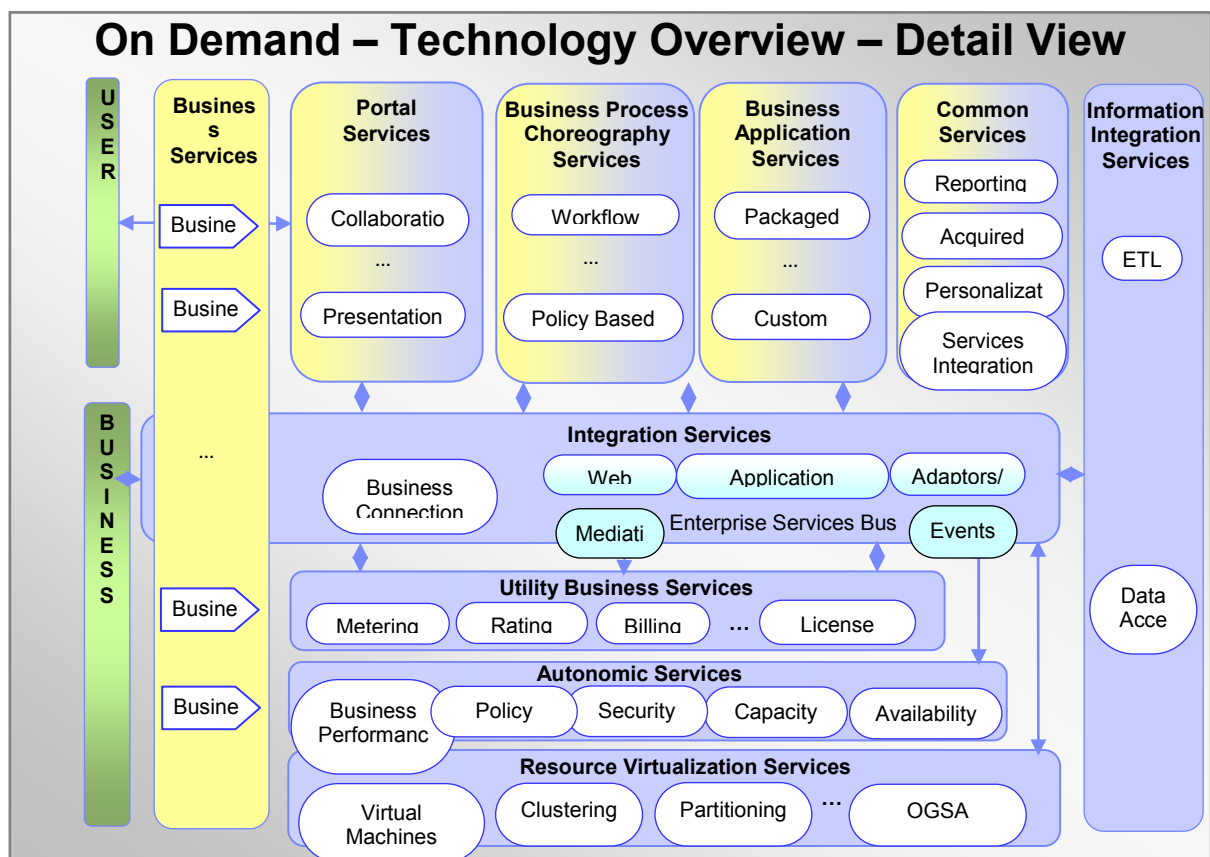 On Demand – Technology Overview – Detail View
U
S
E
R
B
U
S
I
N
E
S
S
Busines
s
Services
Busine
Busine
...
Busine
Busine
Portal
Services
Collaboratio
...
Presentation
Business Process
Choreography
Services
Workflow
...
Policy Based
Business
Application
Services
Packaged
...
Custom
Common
Services
Reporting
Acquired
Personalizat
Services
Integration
Information
Integration
Services
ETL
Data
Acce
Integration Services
Business
Connection
Web
Application
Adaptors/
Mediati
Enterprise Services Bus
Events
Utility Business Services
Metering
Rating
Billing
...
License
Autonomic Services
Business
Performanc
Policy
Security
Capacity
Availability
Resource Virtualization Services
Virtual
Machines
Clustering
Partitioning
...
OGSA